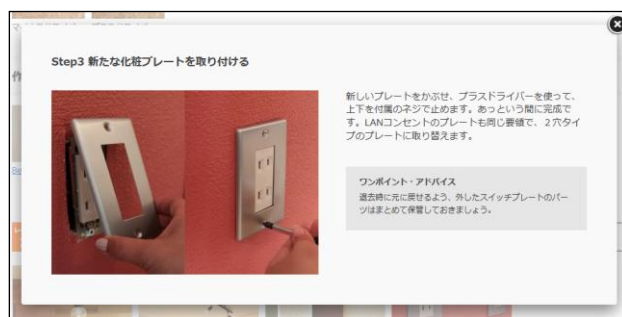 Step3 新たな化粧プレートを取り付ける
新しいプレートをかぶせ、プラスドライバーを使って、
上下を付属のネジで止めます。あっという間に完成で
す。LANコンセントのプレートも同じ要領で、2穴タイ
プのプレートに取り替えます。
ワンポイント・アドバイス
退去時に元に戻せるよう、外したスイッチプレートのパー
ツはまとめて保管しておきましょう。